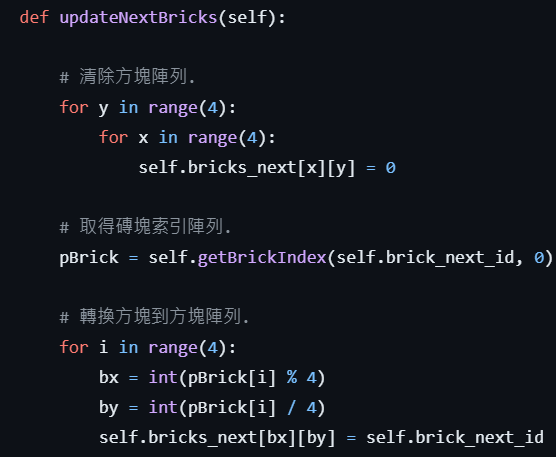 def updateNextBricks(self):
# 清除方塊陣列.
for y in range(4):
for x in range(4):
self.bricks_next[x][y] = 0
# 取得磚塊索引陣列.
pBrick = self.getBrickIndex(self.brick_next_id, 0)
# 轉換方塊到方塊陣列.
for i in range(4):
bx = int(pBrick[i] % 4)
by = int(pBrick[i] / 4)
self.bricks_next[bx][by] = self.brick_next_id